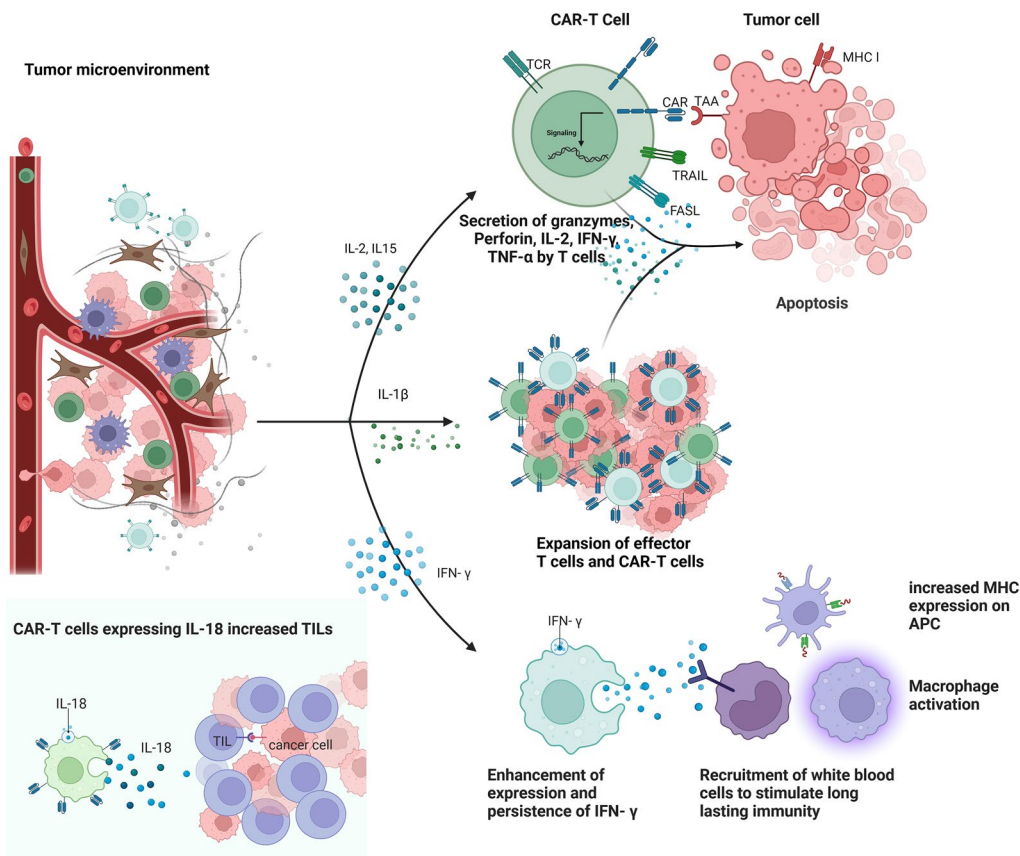 CAR-T Cell
Tumor cell
Tumor microenvironment
TCR
MHC I
CAR
TAA
Signaling
TRAIL
FASL
Secretion of granzymes,
Perforin, IL-2, IFN-γ,
TNF-α by T cells
IL-2, IL15
Apoptosis
IL-1β
Expansion of effector
T cells and CAR-T cells
IFN- γ
increased MHC
expression on
APC
IFN- γ
Macrophage
activation
Enhancement of
expression and
persistence of IFN- γ
Recruitment of white blood
cells to stimulate long
lasting immunity
CAR-T cells expressing IL-18 increased TILs
IL-18
IL-18
TIL
cancer cell